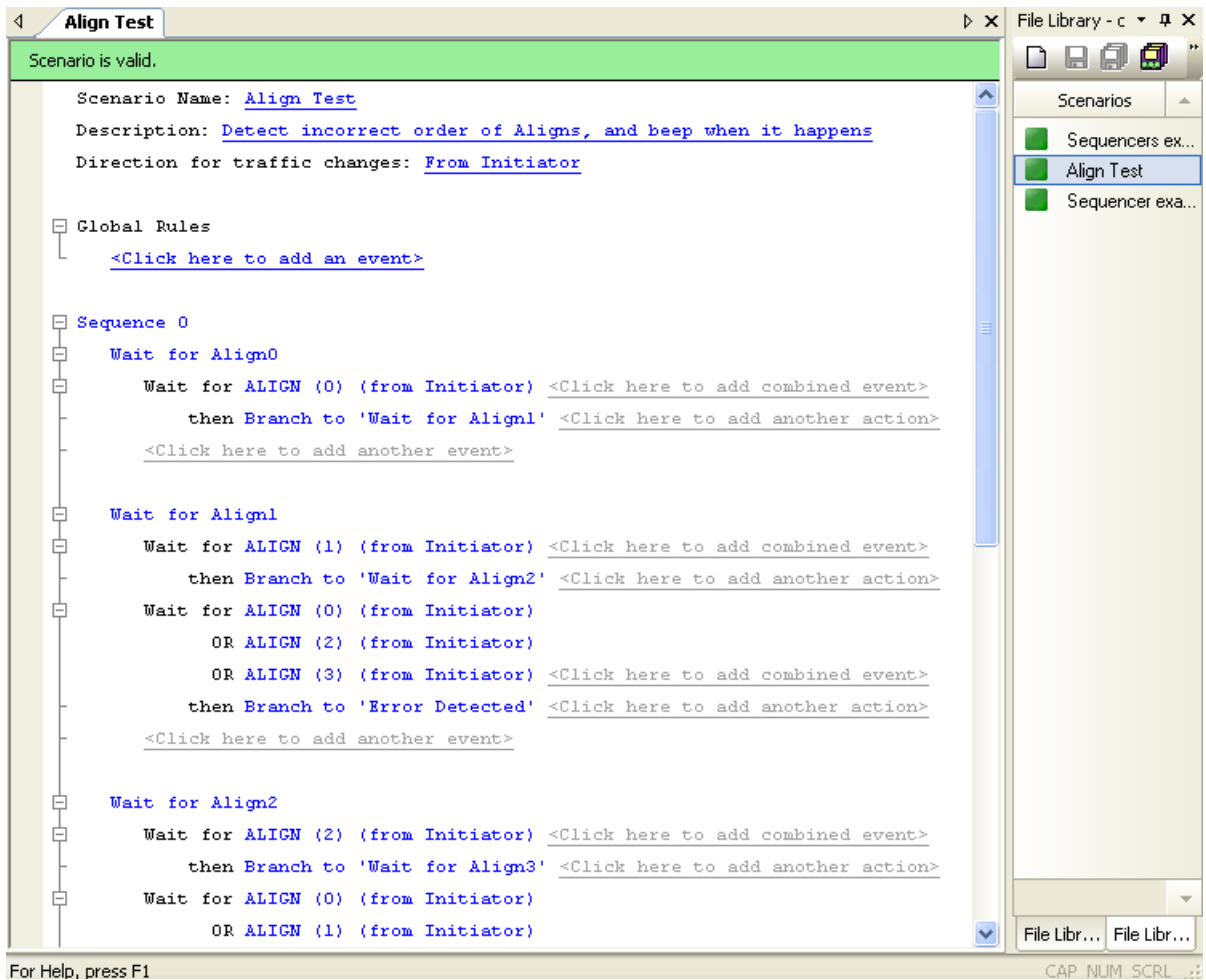 Align Test
File Library - c
Scenario is valid.
Scenario Name: Align Test
Description: Detect incorrect order of Aligns, and beep when it happens
Direction for traffic changes: From Initiator
Global Rules
<Click here to add an event>
Sequence 0
Wait for Align0
Wait for ALIGN (0) (from Initiator) <Click here to add combined event>
then Branch to 'Wait for Align1' <Click here to add another action>
<Click here to add another event>
Wait for Align1
Wait for ALIGN (1) (from Initiator) <Click here to add combined event>
then Branch to 'Wait for Align2' <Click here to add another action>
Wait for ALIGN (0) (from Initiator)
OR ALIGN (2) (from Initiator)
OR ALIGN (3) (from Initiator) <Click here to add combined event>
then Branch to 'Error Detected' <Click here to add another action>
<Click here to add another event>
Wait for Align2
Wait for ALIGN (2) (from Initiator) <Click here to add combined event>
then Branch to 'Wait for Align3' <Click here to add another action>
Wait for ALIGN (0) (from Initiator)
OR ALIGN (1) (from Initiator)
Scenarios
Sequencers ex...
Align Test
Sequencer exa...
File Libr...
File Libr...
For Help, press F1
CAP NUM SCRL